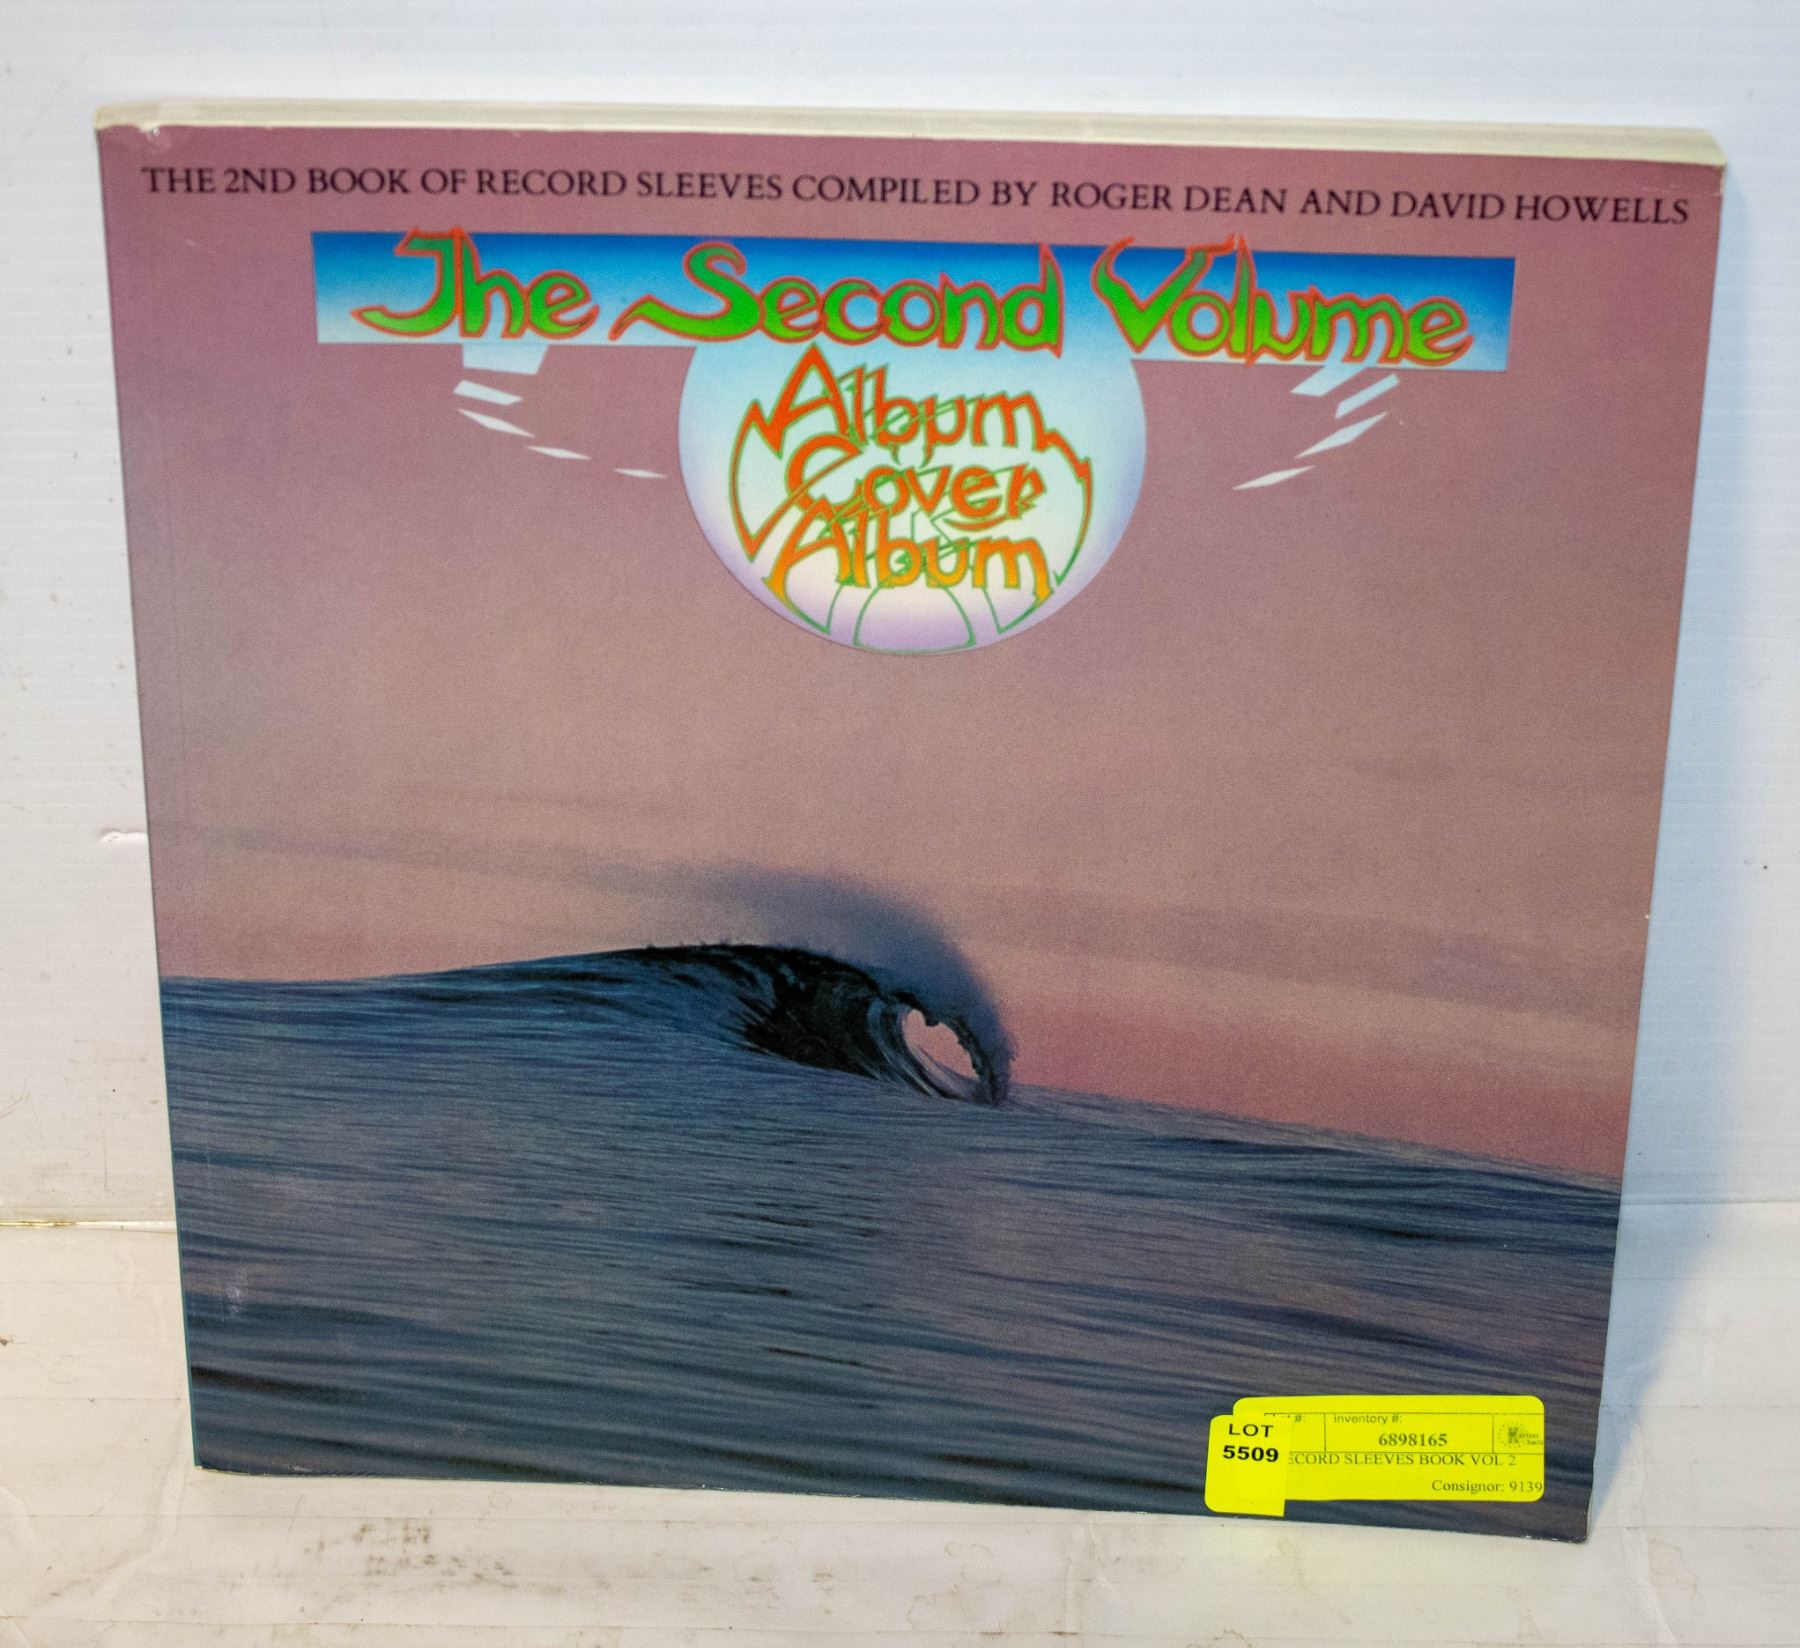 THE 2ND BOOK OF RECORD SLEEVES COMPILED BY ROGER DEAN AND DAVID HOWELLS
The Second Volume
Album
Cover
Album
LOT
5509
#: Inventory #:
6898165
RECORD SLEEVES BOOK VOL 2
Consignor: 9139